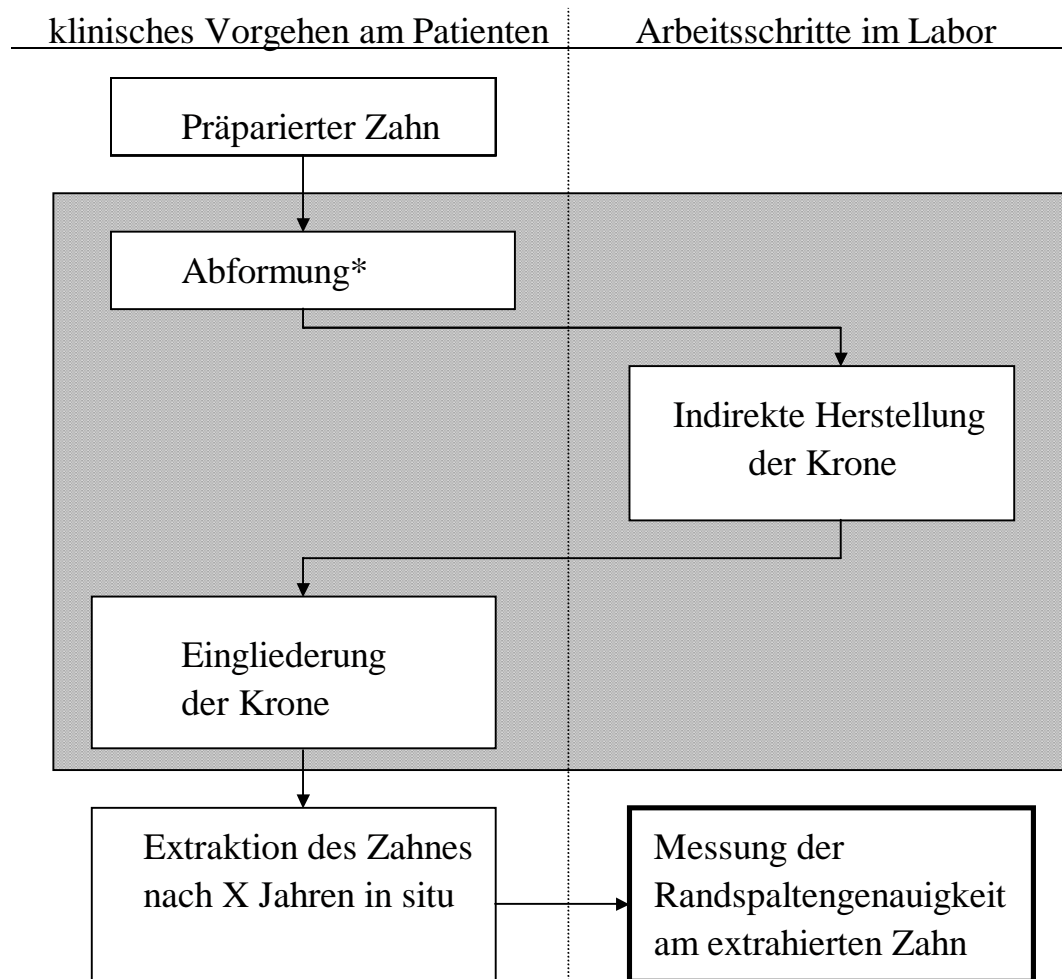 klinisches Vorgehen am Patienten
Arbeitsschritte im Labor
Präparierter Zahn
Abformung*
Indirekte Herstellung
der Krone
Eingliederung
der Krone
Extraktion des Zahnes
nach X Jahren in situ
Messung der
Randspaltengenauigkeit
am extrahierten Zahn